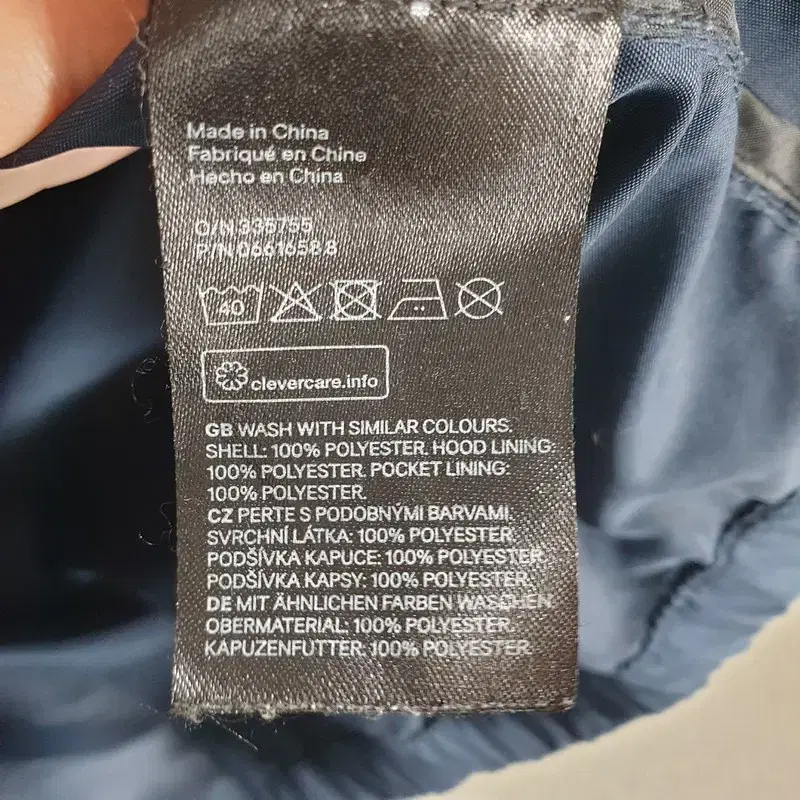 Made in China
Fabriqué en Chine
Hecho en China
O/N 335755
P/N 0661658 8
40
clevercare.info
GB WASH WITH SIMILAR COLOURS.
SHELL: 100% POLYESTER. HOOD LINING:
100% POLYESTER. POCKET LINING:
100% POLYESTER.
CZ PERTE S PODOBNÝMI BARVAMI.
SVRCHNÍ LÁTKA: 100% POLYESTER.
PODŠÍVKA KAPUCE: 100% POLYESTER.
PODŠÍVKA KAPSY: 100% POLYESTER.
DE MIT ÄHNLICHEN FARBEN WASCHEN.
OBERMATERIAL: 100% POLYESTER.
KAPUZENFUTTER: 100% POLYESTER.